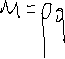 M = pq